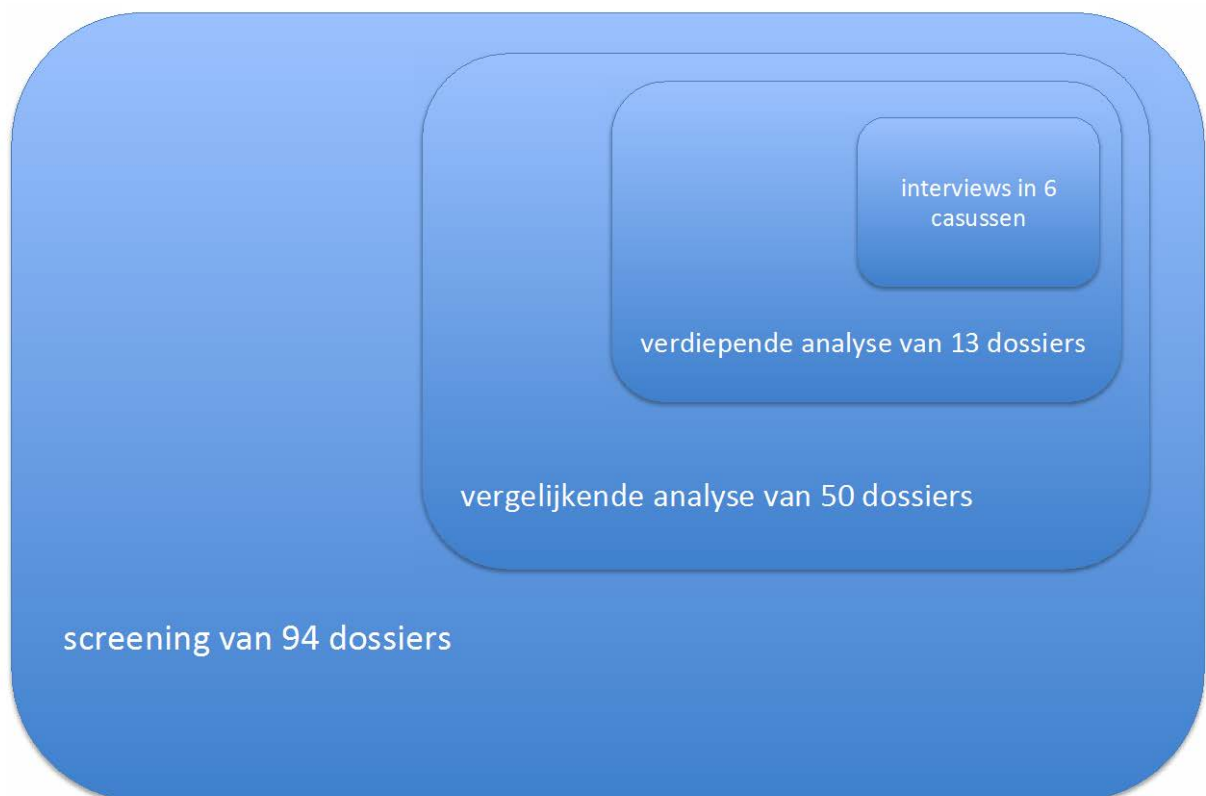 interviews in 6
casussen
verdiepende analyse van 13 dossiers
vergelijkende analyse van 50 dossiers
screening van 94 dossiers